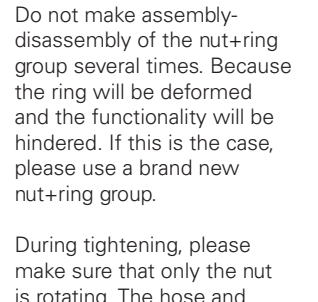 Do not make assembly-
disassembly of the nut+ring
group several times. Because
the ring will be deformed
and the functionality will be
hindered. If this is the case,
please use a brand new
nut+ring group.

During tightening, please
make sure that only the nut
is rotating. The hose and